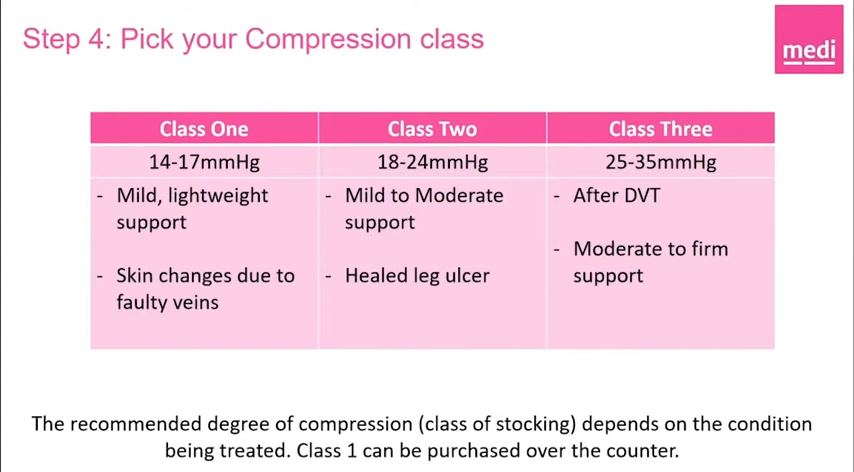 Step 4: Pick your Compression class
medi
Class One
Class Two
Class Three
14-17mmHg
18-24mmHg
25-35mmHg
- Mild, lightweight
support
- Skin changes due to
faulty veins
- Mild to Moderate
support
- Healed leg ulcer
- After DVT
- Moderate to firm
support
The recommended degree of compression (class of stocking) depends on the condition
being treated. Class 1 can be purchased over the counter.